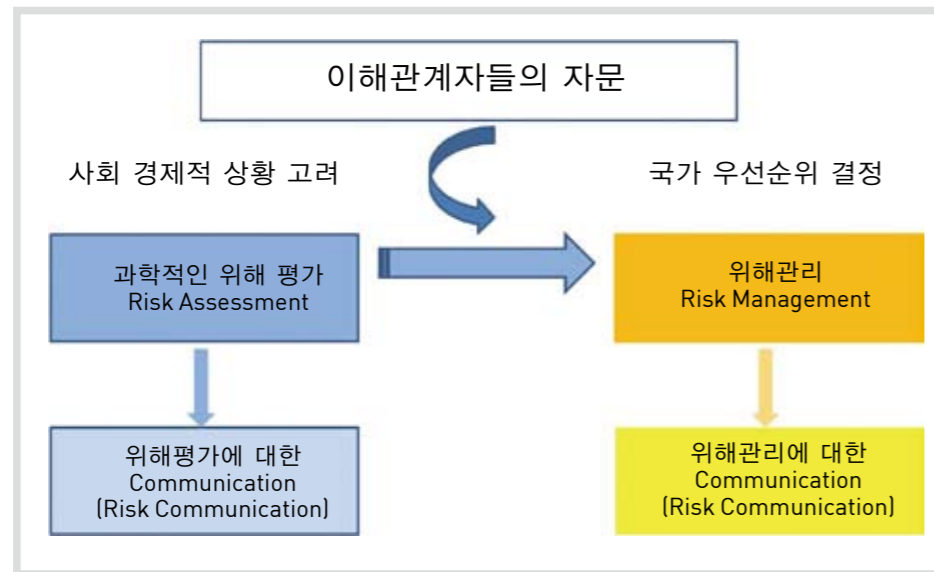 이해관계자들의 자문
사회 경제적 상황 고려
국가 우선순위 결정
과학적인 위해 평가
Risk Assessment
위해관리
Risk Management
위해평가에 대한
Communication
(Risk Communication)
위해관리에 대한
Communication
(Risk Communication)